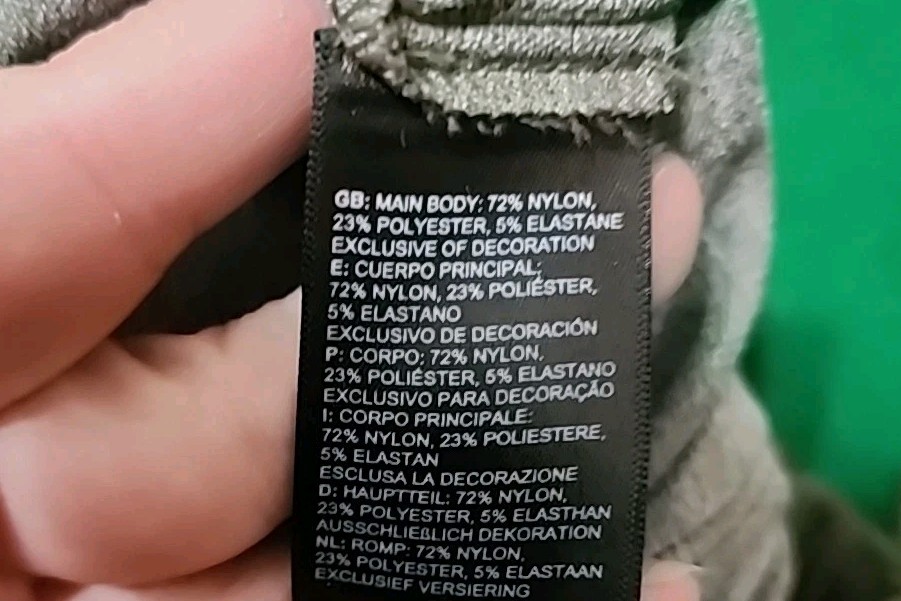 GB: MAIN BODY: 72% NYLON,
23% POLYESTER, 5% ELASTANE
EXCLUSIVE OF DECORATION
E: CUERPO PRINCIPAL:
72% NYLON, 23% POLIÉSTER,
5% ELASTANO
EXCLUSIVO DE DECORACIÓN
P: CORPO: 72% NYLON,
23% POLIÉSTER, 5% ELASTANO
EXCLUSIVO PARA DECORAÇÃO
I: CORPO PRINCIPALE:
72% NYLON, 23% POLIESTERE,
5% ELASTAN
ESCLUSA LA DECORAZIONE
D: HAUPTTEIL: 72% NYLON,
23% POLYESTER, 5% ELASTHAN
AUSSCHLIEßLICH DEKORATION
NL: ROMP: 72% NYLON,
23% POLYESTER, 5% ELASTAAN
EXCLUSIEF VERSIERING